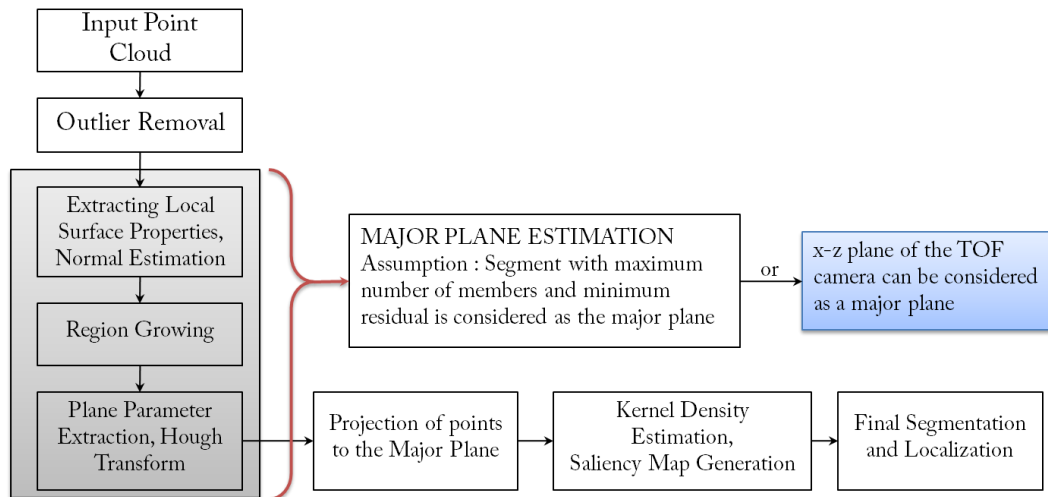 Input Point
Cloud
Outlier Removal
Extracting Local
Surface Properties,
Normal Estimation
Region Growing
Plane Parameter
Extraction, Hough
Transform
MAJOR PLANE ESTIMATION
Assumption : Segment with maximum
number of members and minimum
residual is considered as the major plane
or
x-z plane of the TOF
camera can be considered
as a major plane
Projection of points
to the Major Plane
Kernel Density
Estimation,
Saliency Map Generation
Final Segmentation
and Localization